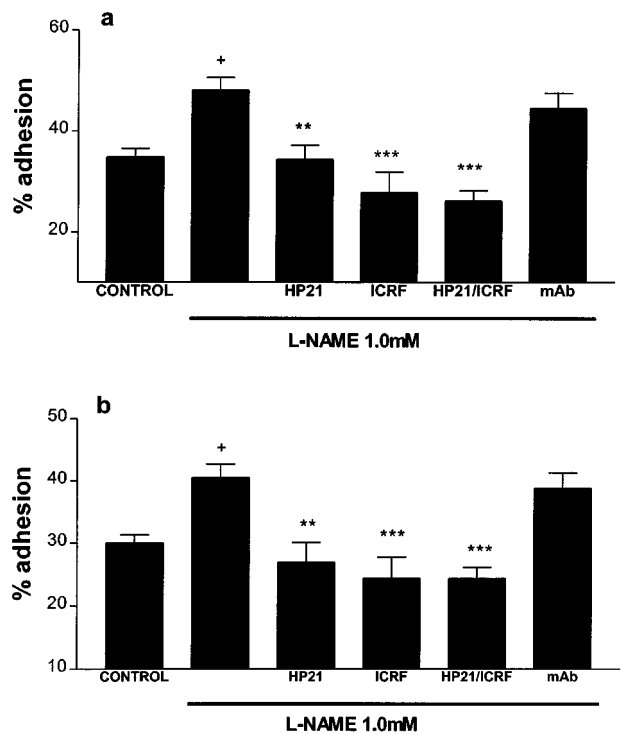 a
60
40
20
% adhesion
+
**
***
***
CONTROL HP21 ICRF HP21/ICRF mAb
L-NAME 1.0mM
b
50
40
30
20
10
% adhesion
+
**
***
***
CONTROL HP21 ICRF HP21/ICRF mAb
L-NAME 1.0mM